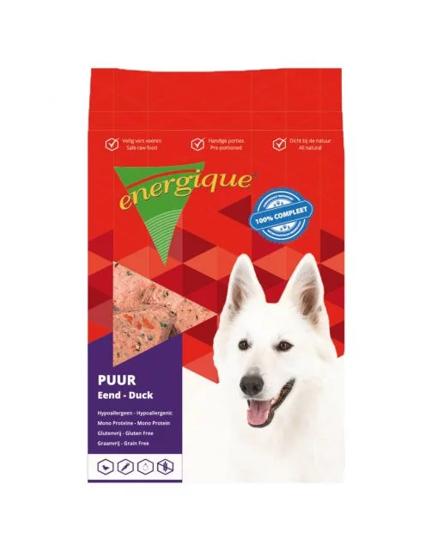 Veilig vers voeren
Safe raw food
Handige porties
Pre-portioned
Dicht bij de natuur
All natural
energique®
100% COMPLEET
PUUR
Eend - Duck
Hypoallergeen - Hypoallergenic
Mono Proteïne - Mono Protein
Glutenvrij - Gluten Free
Graanvrij - Grain Free